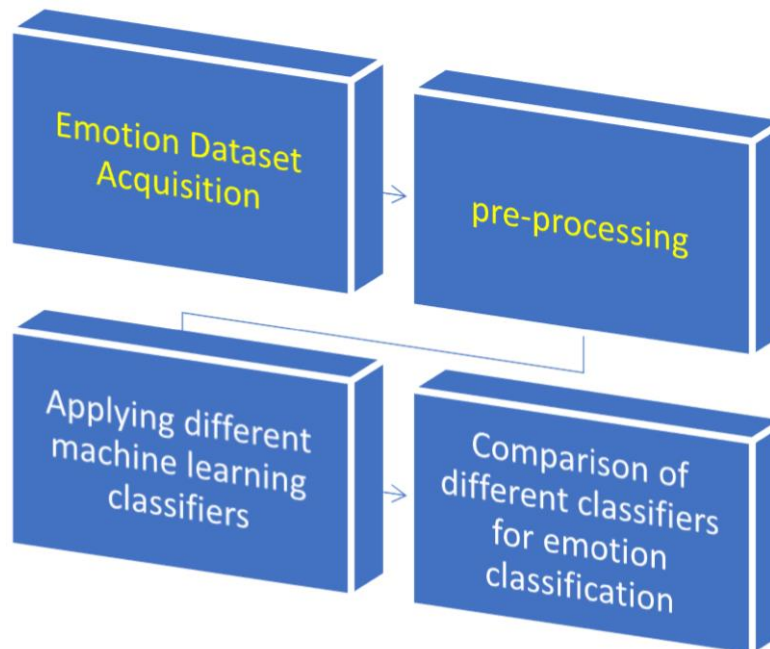 Emotion Dataset
Acquisition
pre-processing
Applying different
machine learning
classifiers
Comparison of
different classifiers
for emotion
classification